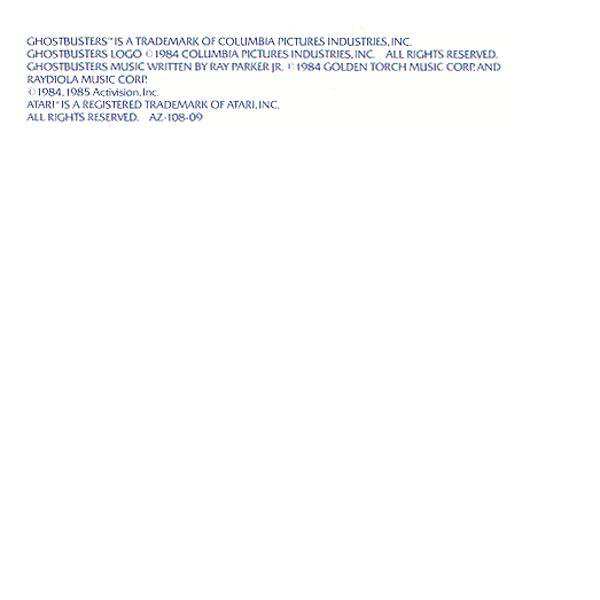 GHOSTBUSTERS™ IS A TRADEMARK OF COLUMBIA PICTURES INDUSTRIES, INC.
GHOSTBUSTERS LOGO © 1984 COLUMBIA PICTURES INDUSTRIES, INC. ALL RIGHTS RESERVED.
GHOSTBUSTERS MUSIC WRITTEN BY RAY PARKER JR. © 1984 GOLDEN TORCH MUSIC CORP. AND
RAYDIOLA MUSIC CORP.
© 1984, 1985 Activision, Inc.
ATARI® IS A REGISTERED TRADEMARK OF ATARI, INC.
ALL RIGHTS RESERVED. AZ-108-09